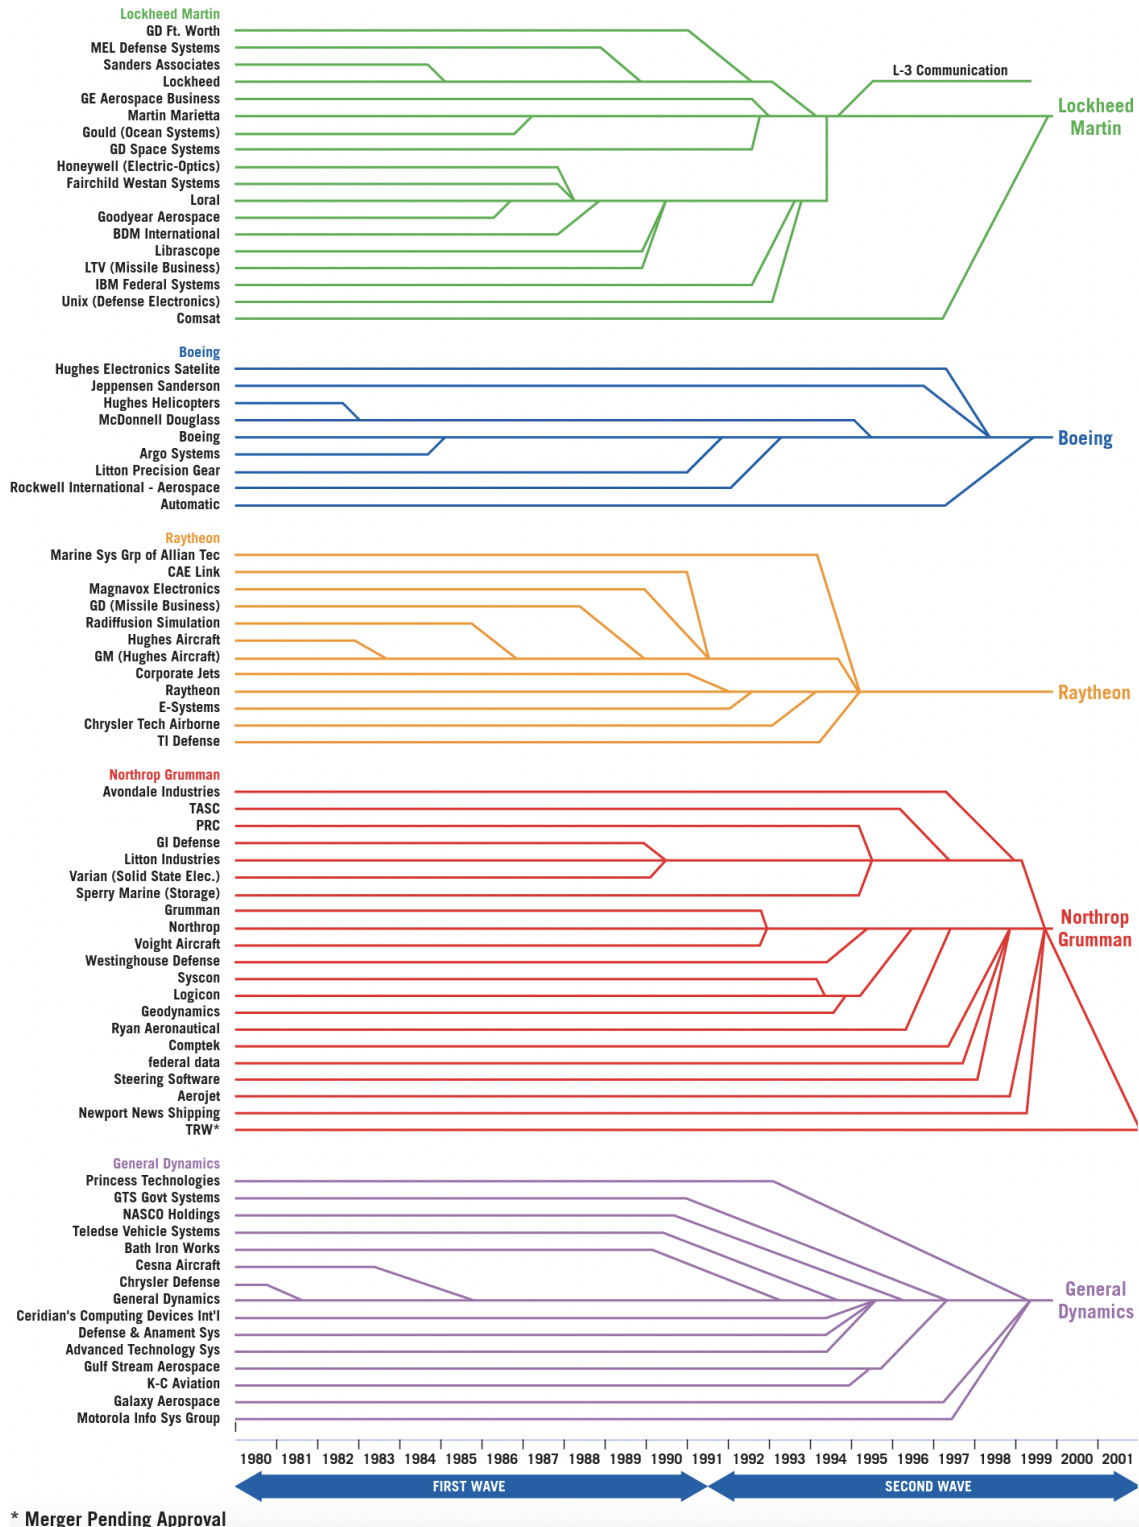 Lockheed Martin
GD Ft. Worth
MEL Defense Systems
Sanders Associates
Lockheed
L-3 Communication
GE Aerospace Business
Martin Marietta
Lockheed
Martin
Gould (Ocean Systems)
GD Space Systems
Honeywell (Electric-Optics)
Fairchild Westan Systems
Loral
Goodyear Aerospace
BDM International
Librascope
LTV (Missile Business)
IBM Federal Systems
Unix (Defense Electronics)
Comsat
Boeing
Hughes Electronics Satelite
Jeppensen Sanderson
Hughes Helicopters
McDonnell Douglass
Boeing
Boeing
Argo Systems
Litton Precision Gear
Rockwell International - Aerospace
Automatic
Raytheon
Marine Sys Grp of Allian Tec
CAE Link
Magnavox Electronics
GD (Missile Business)
Radiffusion Simulation
Hughes Aircraft
GM (Hughes Aircraft)
Corporate Jets
Raytheon
Raytheon
E-Systems
Chrysler Tech Airborne
TI Defense
Northrop Grumman
Avondale Industries
TASC
PRC
GI Defense
Litton Industries
Varian (Solid State Elec.)
Sperry Marine (Storage)
Grumman
Northrop
Northrop
Grumman
Voight Aircraft
Westinghouse Defense
Syscon
Logicon
Geodynamics
Ryan Aeronautical
Comptek
federal data
Steering Software
Aerojet
Newport News Shipping
TRW*
General Dynamics
Princess Technologies
GTS Govt Systems
NASCO Holdings
Teledse Vehicle Systems
Bath Iron Works
Cesna Aircraft
Chrysler Defense
General Dynamics
General
Dynamics
Ceridian's Computing Devices Int'l
Defense & Anament Sys
Advanced Technology Sys
Gulf Stream Aerospace
K-C Aviation
Galaxy Aerospace
Motorola Info Sys Group
1980 1981 1982 1983 1984 1985 1986 1987 1988 1989 1990 1991 1992 1993 1994 1995 1996 1997 1998 1999 2000 2001
FIRST WAVE SECOND WAVE
* Merger Pending Approval